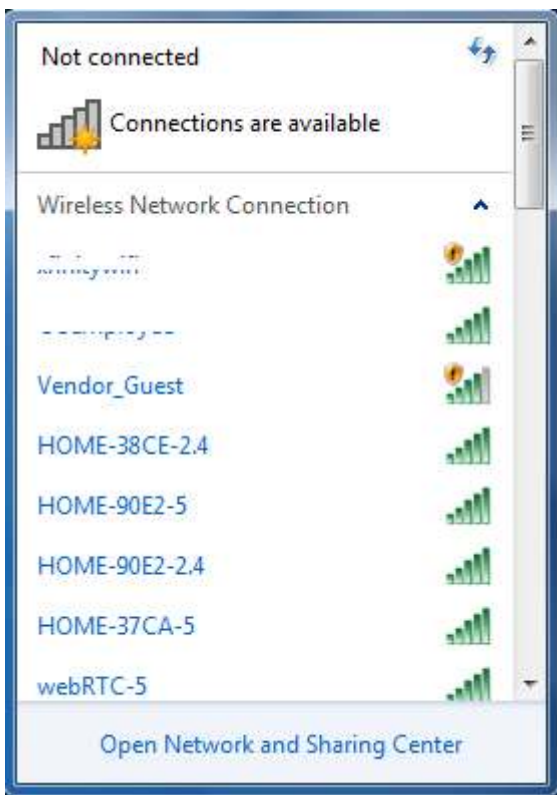 Not connected
Connections are available
Wireless Network Connection
Vendor_Guest
HOME-38CE-2.4
HOME-90E2-5
HOME-90E2-2.4
HOME-37CA-5
webRTC-5
Open Network and Sharing Center